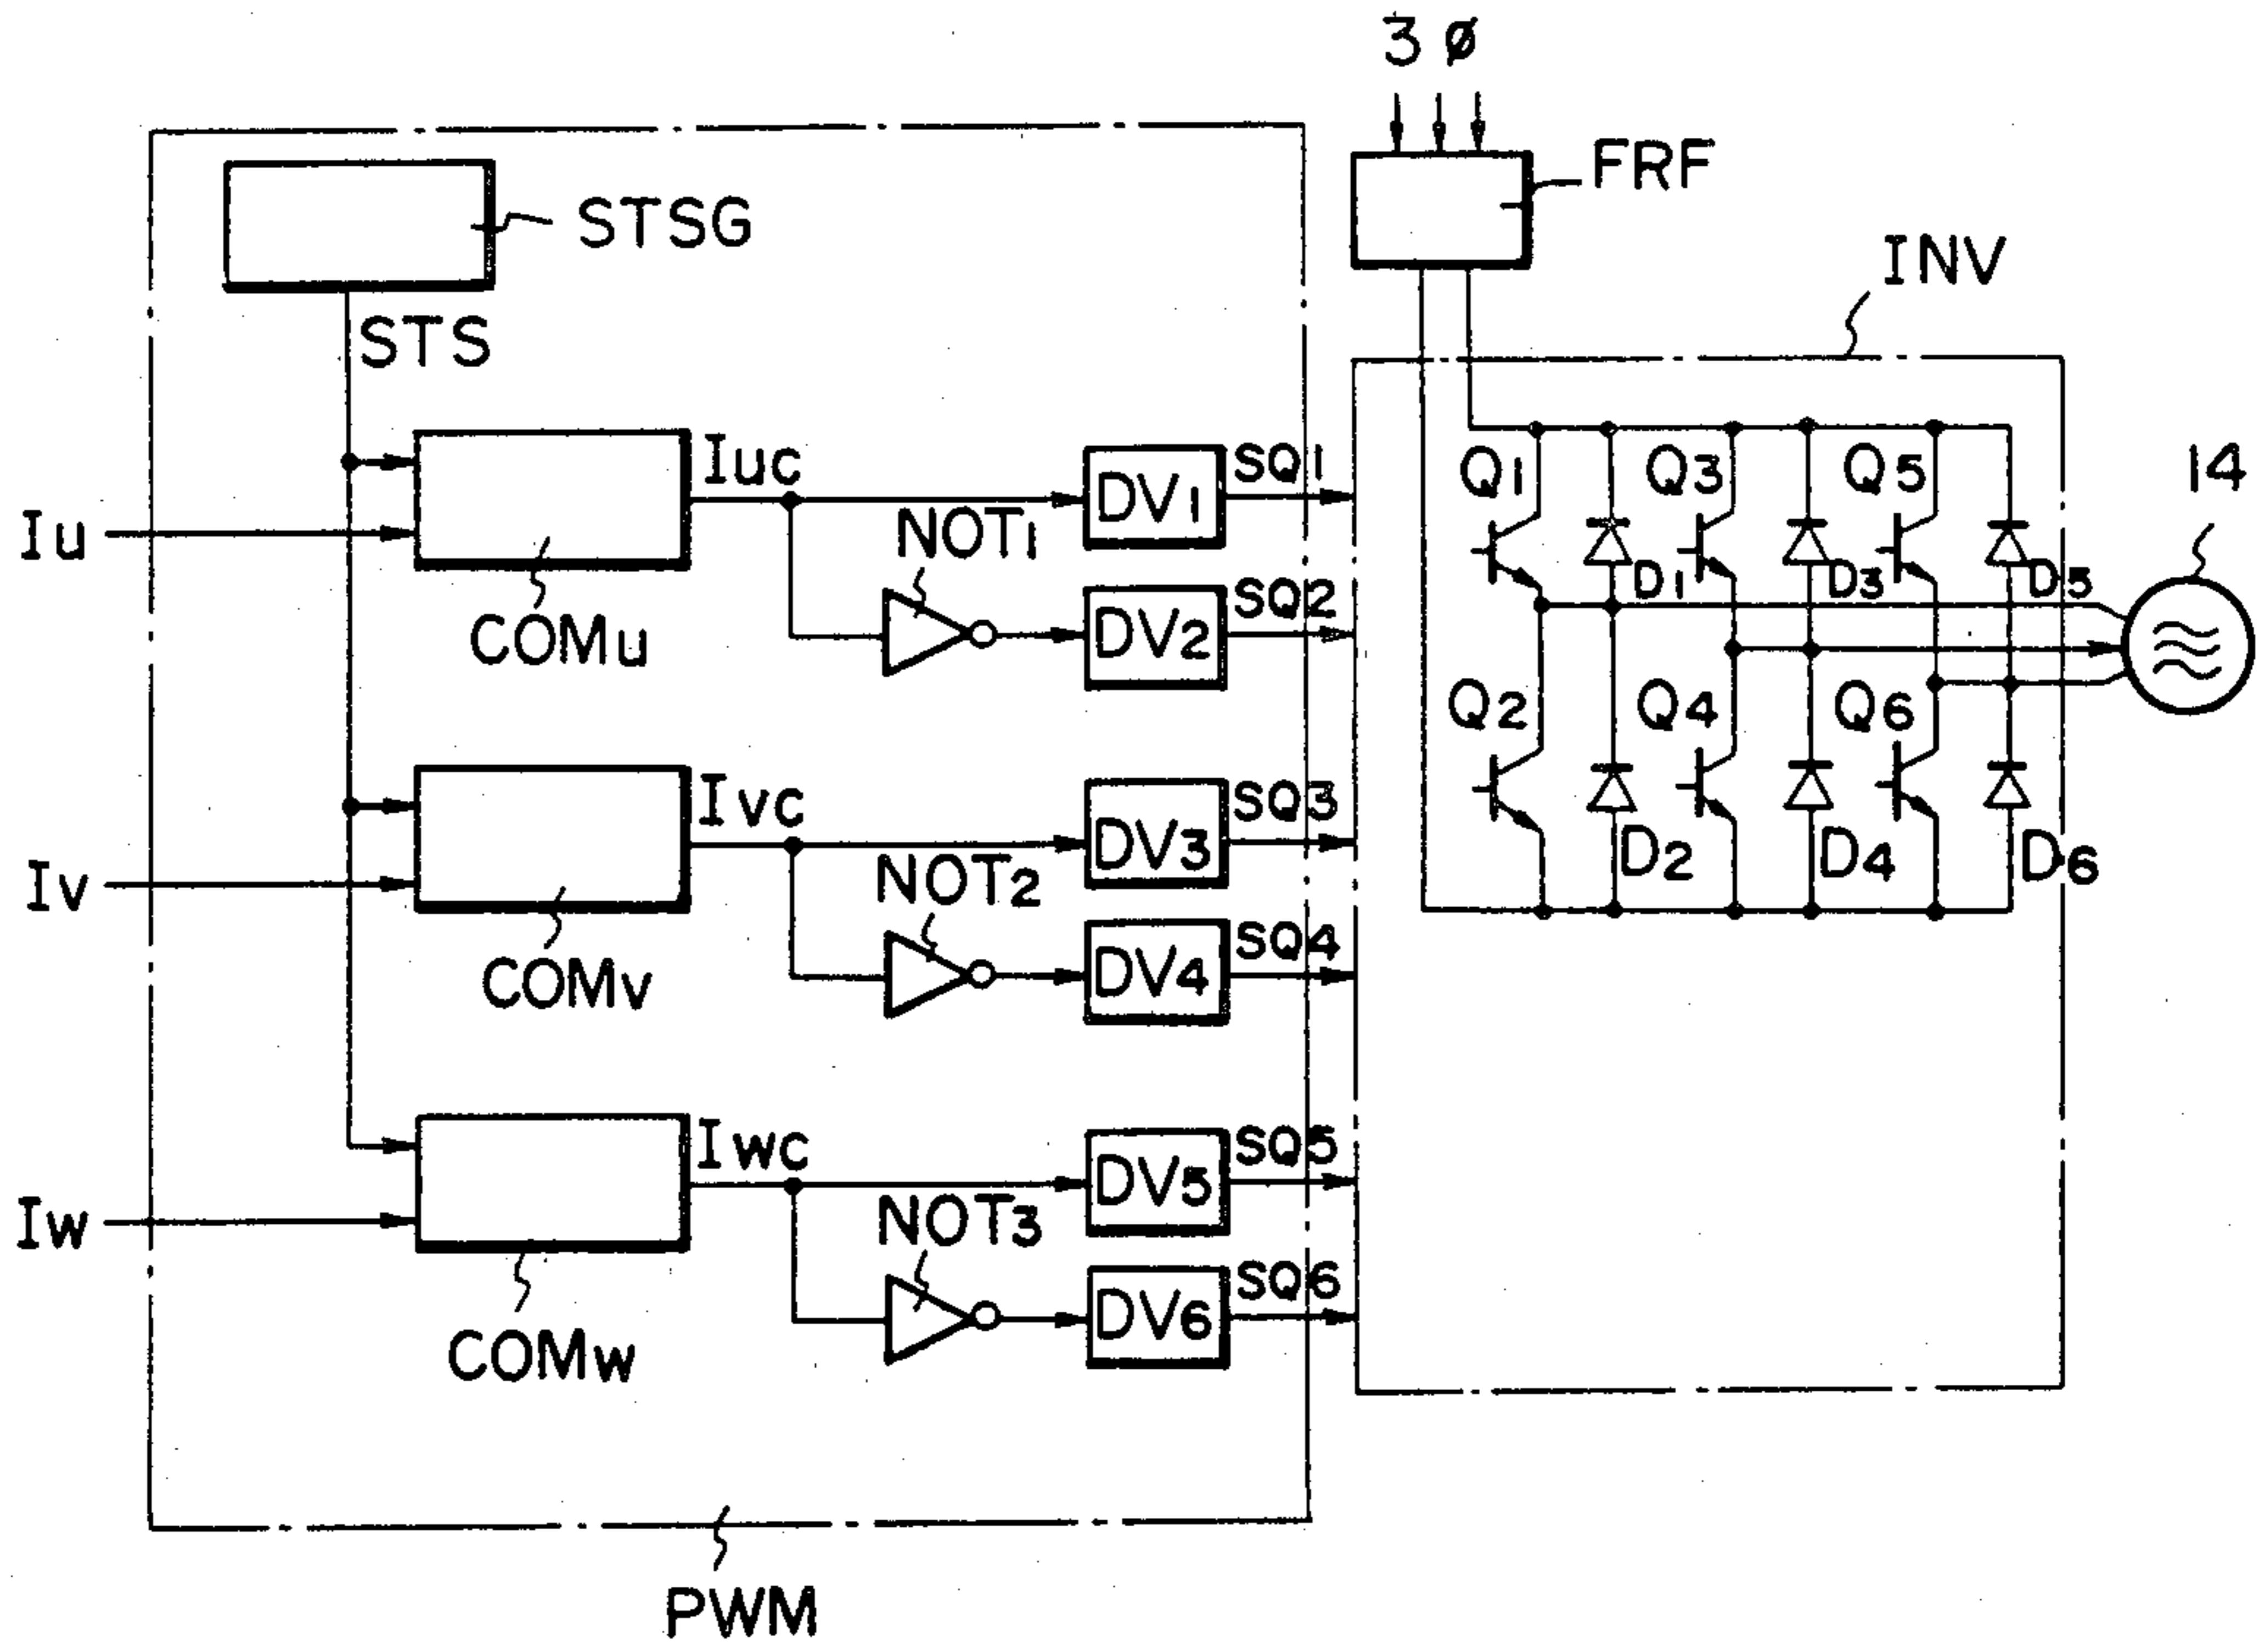 3 ø
FRF
STSG
INV
STS
Iu
COMu
Iuc
NOT1
DV1
SQ1
DV2
SQ2
Q1
Q3
Q5
14
D1
D3
D5
Q2
Q4
Q6
D2
D4
D6
Iv
COMv
Ivc
NOT2
DV3
SQ3
DV4
SQ4
Iw
COMw
Iwc
NOT3
DV5
SQ5
DV6
SQ6
PWM